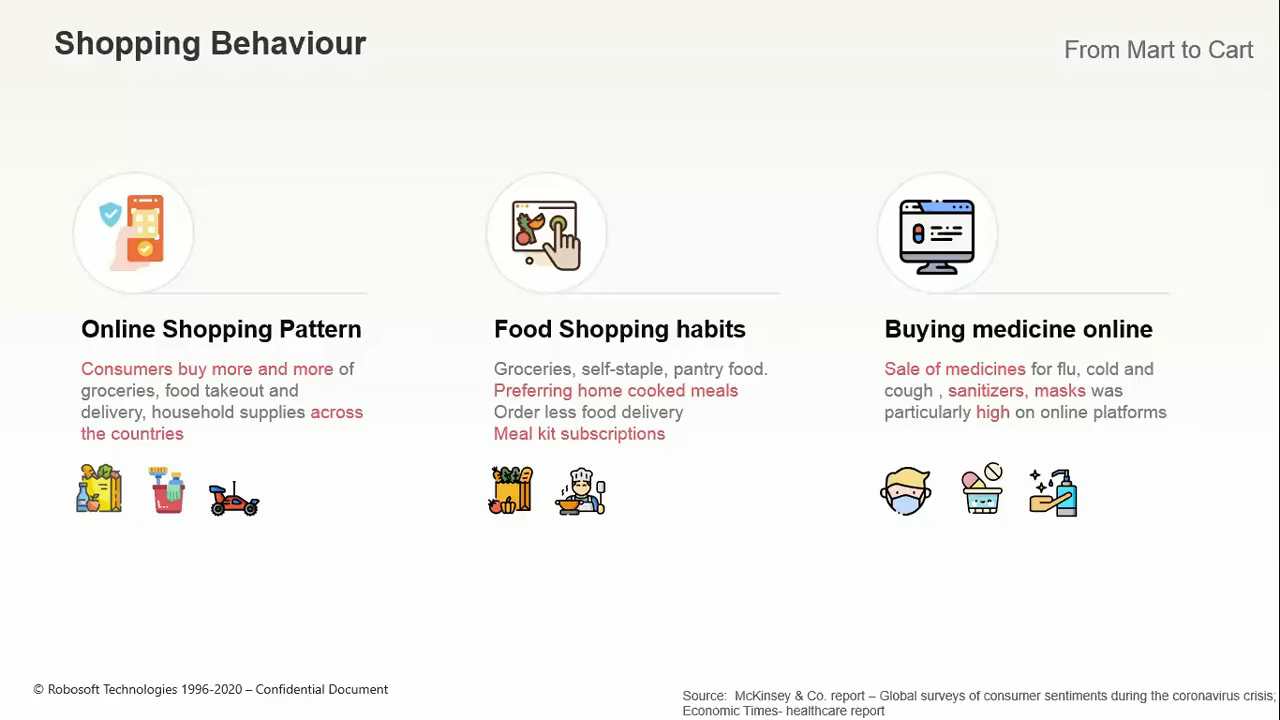 Shopping Behaviour
From Mart to Cart
Online Shopping Pattern
Consumers buy more and more of
groceries, food takeout and
delivery, household supplies across
the countries
Food Shopping habits
Groceries, self-staple, pantry food.
Preferring home cooked meals
Order less food delivery
Meal kit subscriptions
Buying medicine online
Sale of medicines for flu, cold and
cough , sanitizers, masks was
particularly high on online platforms
© Robosoft Technologies 1996-2020 – Confidential Document
Source:  McKinsey & Co. report – Global surveys of consumer sentiments during the coronavirus crisis;
Economic Times- healthcare report